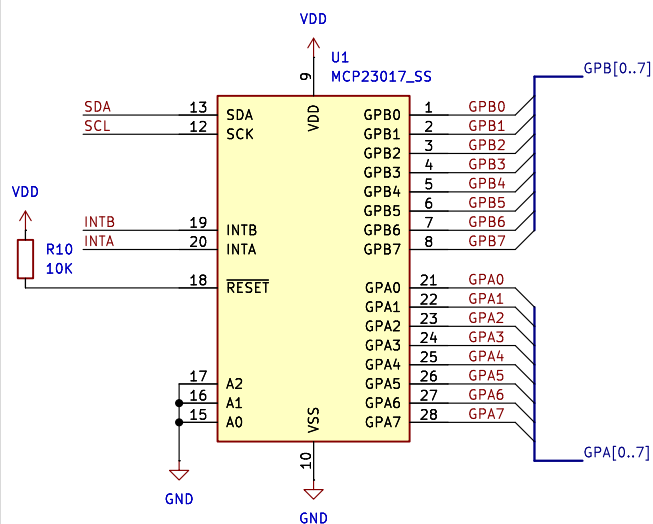 VDD
U1
MCP23017_SS
9
VDD
GPB[0..7]
SDA 13 SDA GPB0 1 GPB0
SCL 12 SCK GPB1 2 GPB1
GPB2 3 GPB2
GPB3 4 GPB3
GPB4 5 GPB4
GPB5 6 GPB5
INTB 19 INTB GPB6 7 GPB6
INTA 20 INTA GPB7 8 GPB7
VDD
R10
10K
18 RESET GPA0 21 GPA0
GPA1 22 GPA1
GPA2 23 GPA2
GPA3 24 GPA3
GPA4 25 GPA4
17 A2 GPA5 26 GPA5
16 A1 GPA6 27 GPA6
15 A0 GPA7 28 GPA7
VSS
10
GPA[0..7]
GND
GND